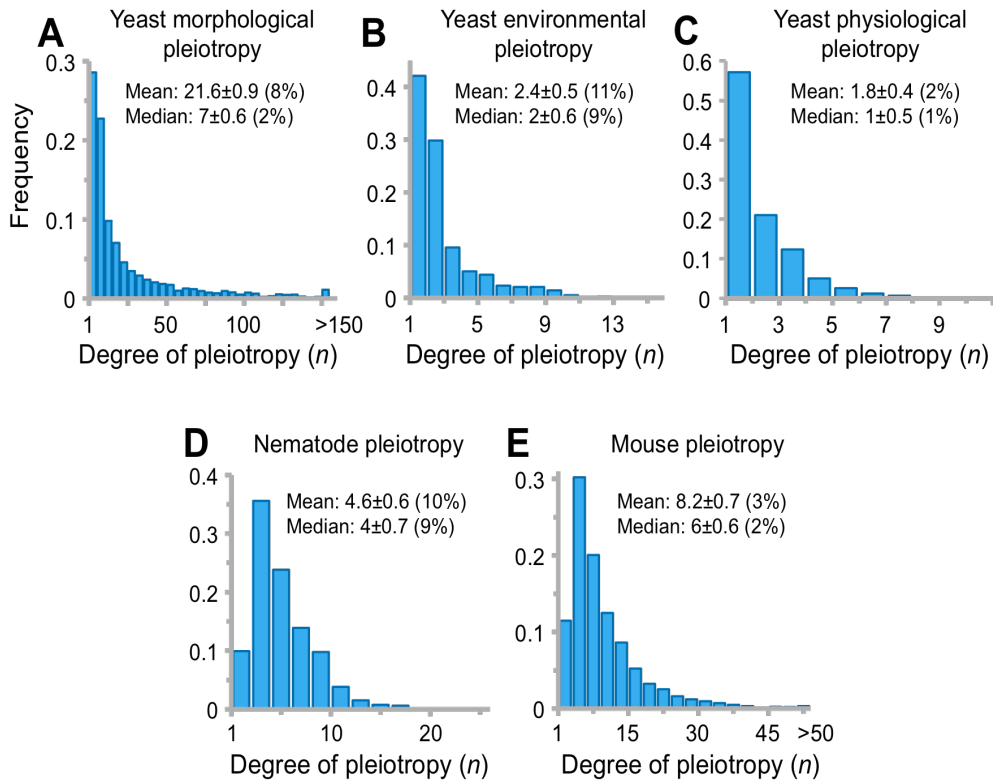 A
Yeast morphological
pleiotropy
Mean: 21.6±0.9 (8%)
Median: 7±0.6 (2%)
Frequency
0.3
0.2
0.1
0
1
50
100
>150
Degree of pleiotropy (n)
B
Yeast environmental
pleiotropy
Mean: 2.4±0.5 (11%)
Median: 2±0.6 (9%)
0.4
0.3
0.2
0.1
0
1
5
9
13
Degree of pleiotropy (n)
C
Yeast physiological
pleiotropy
Mean: 1.8±0.4 (2%)
Median: 1±0.5 (1%)
0.6
0.5
0.4
0.3
0.2
0.1
0
1
3
5
7
9
Degree of pleiotropy (n)
D
Nematode pleiotropy
Mean: 4.6±0.6 (10%)
Median: 4±0.7 (9%)
0.4
0.3
0.2
0.1
0
1
10
20
Degree of pleiotropy (n)
E
Mouse pleiotropy
Mean: 8.2±0.7 (3%)
Median: 6±0.6 (2%)
0.3
0.2
0.1
0
1
15
30
45
>50
Degree of pleiotropy (n)